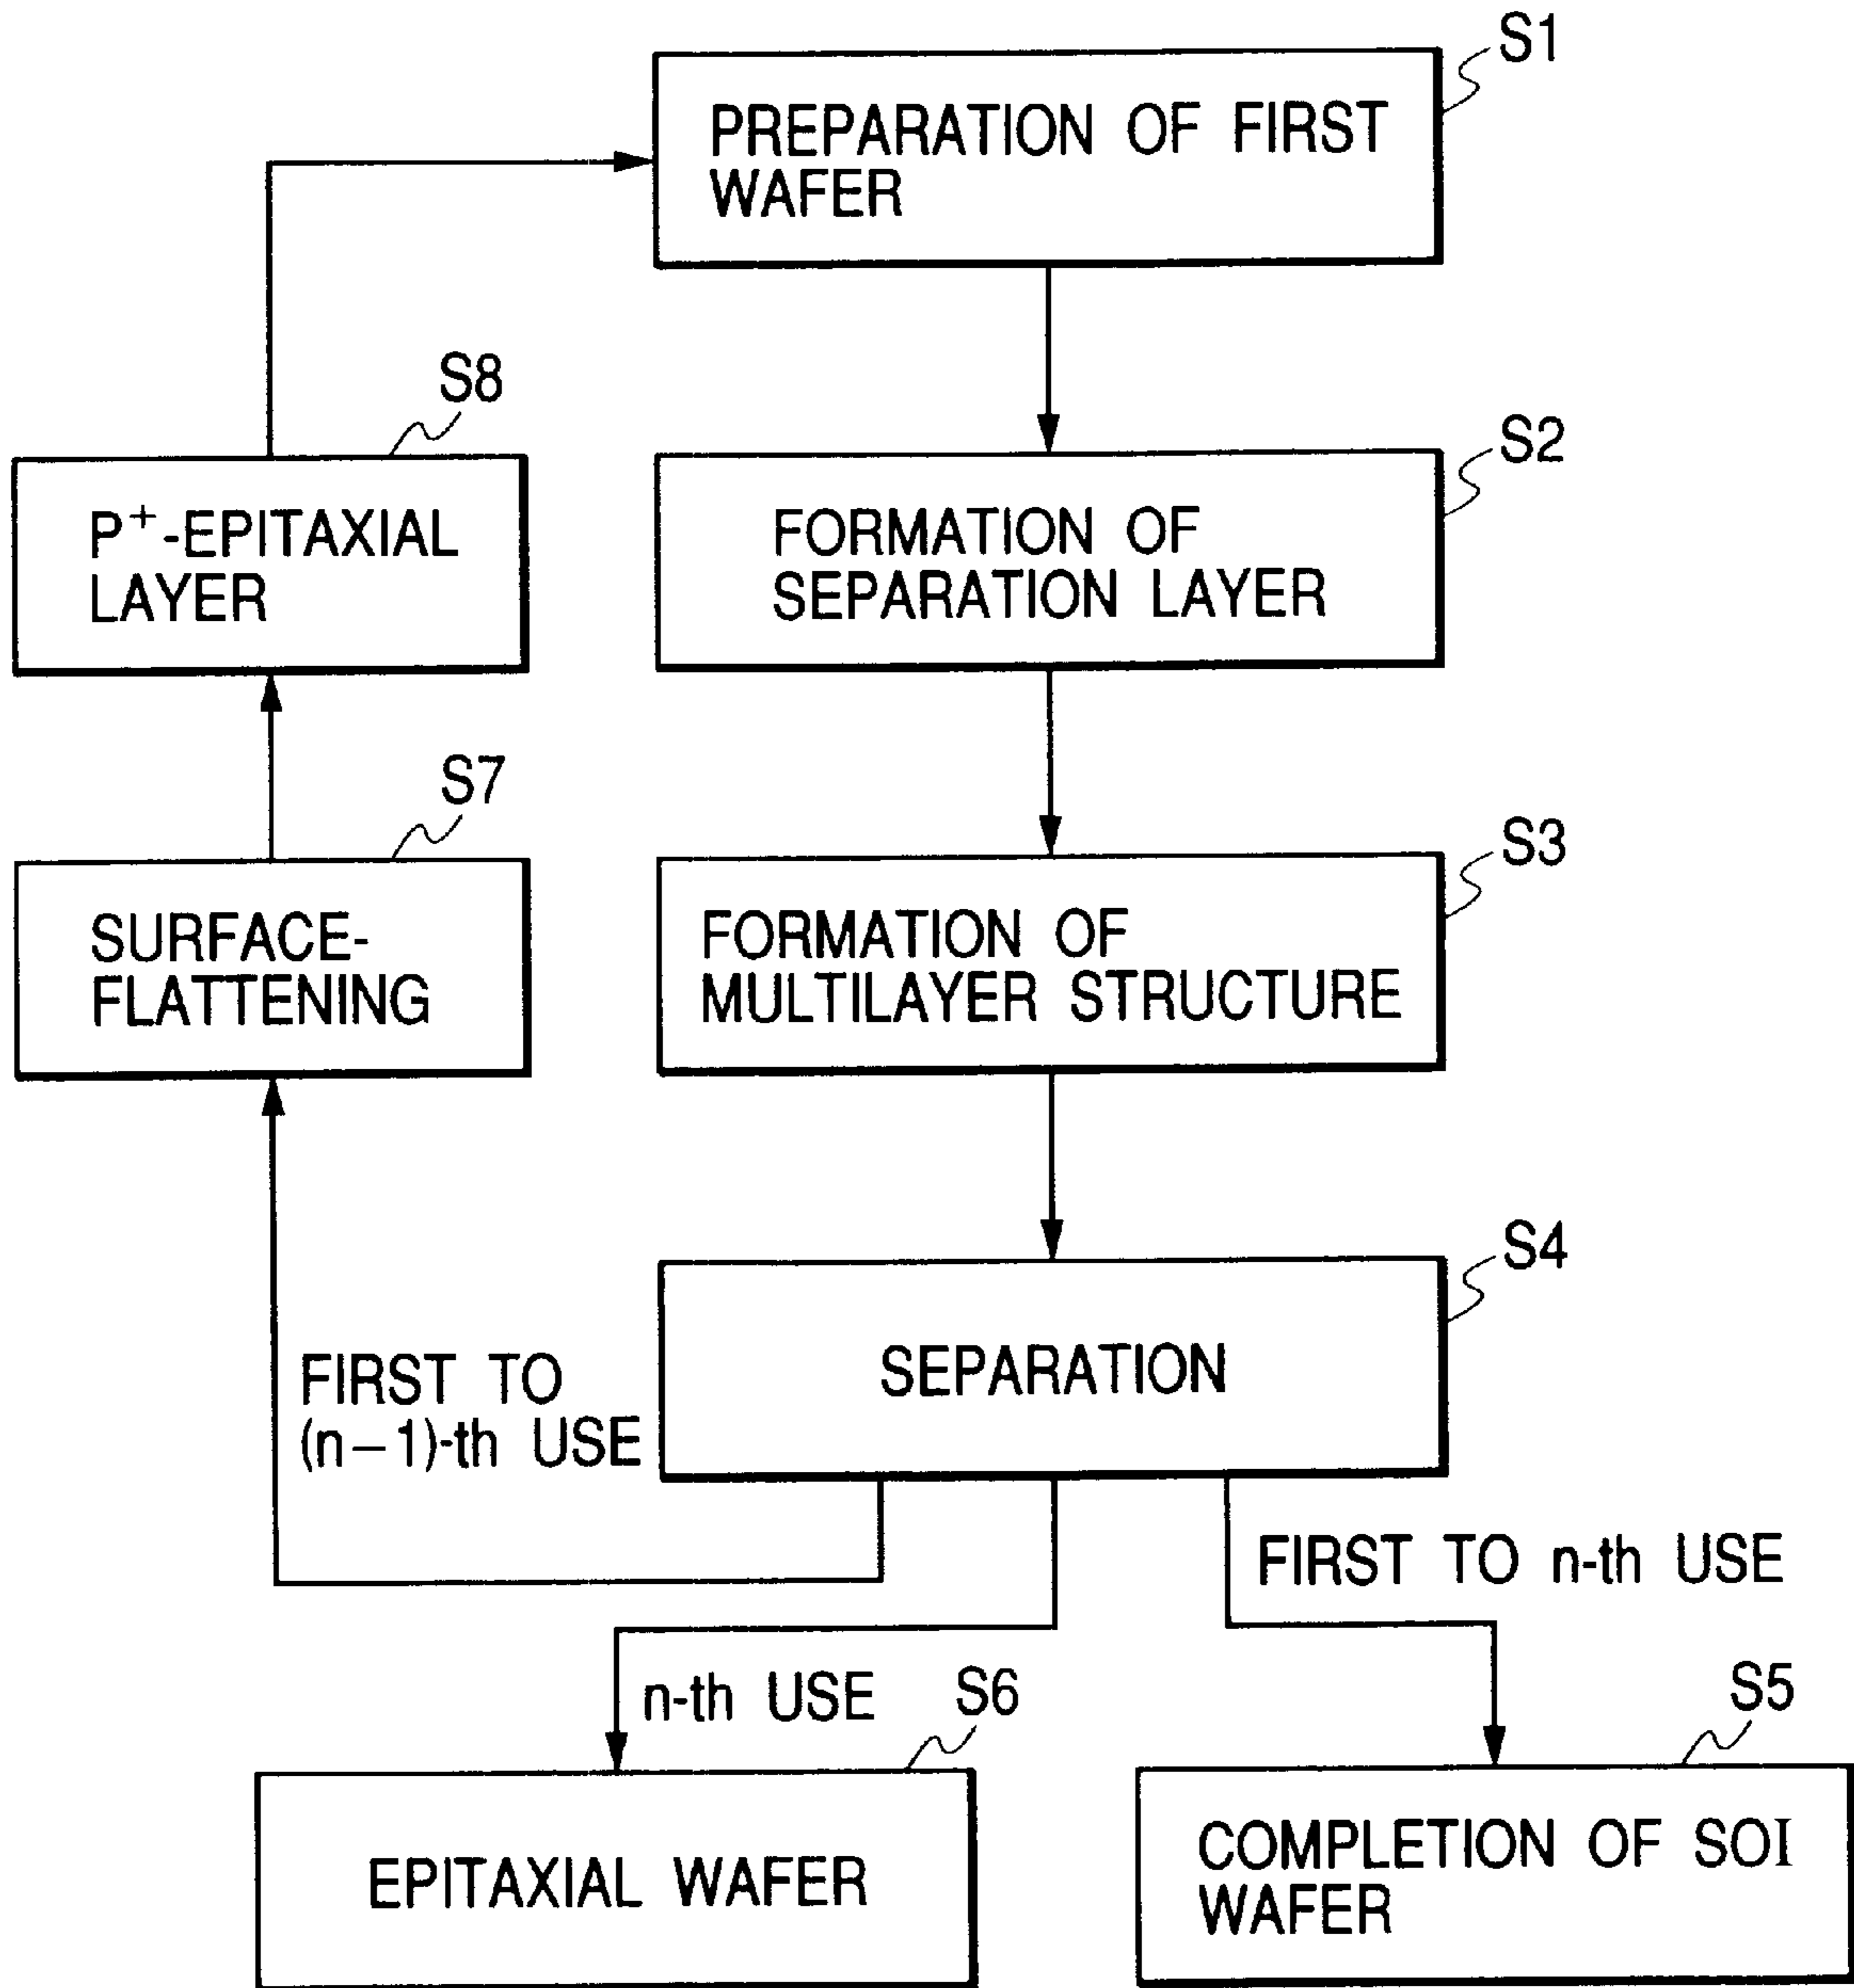 S1
PREPARATION OF FIRST
WAFER
S8
P⁺-EPITAXIAL
LAYER
S2
FORMATION OF
SEPARATION LAYER
S7
SURFACE-
FLATTENING
S3
FORMATION OF
MULTILAYER STRUCTURE
S4
SEPARATION
FIRST TO
(n−1)-th USE
FIRST TO n-th USE
n-th USE
S6
EPITAXIAL WAFER
S5
COMPLETION OF SOI
WAFER